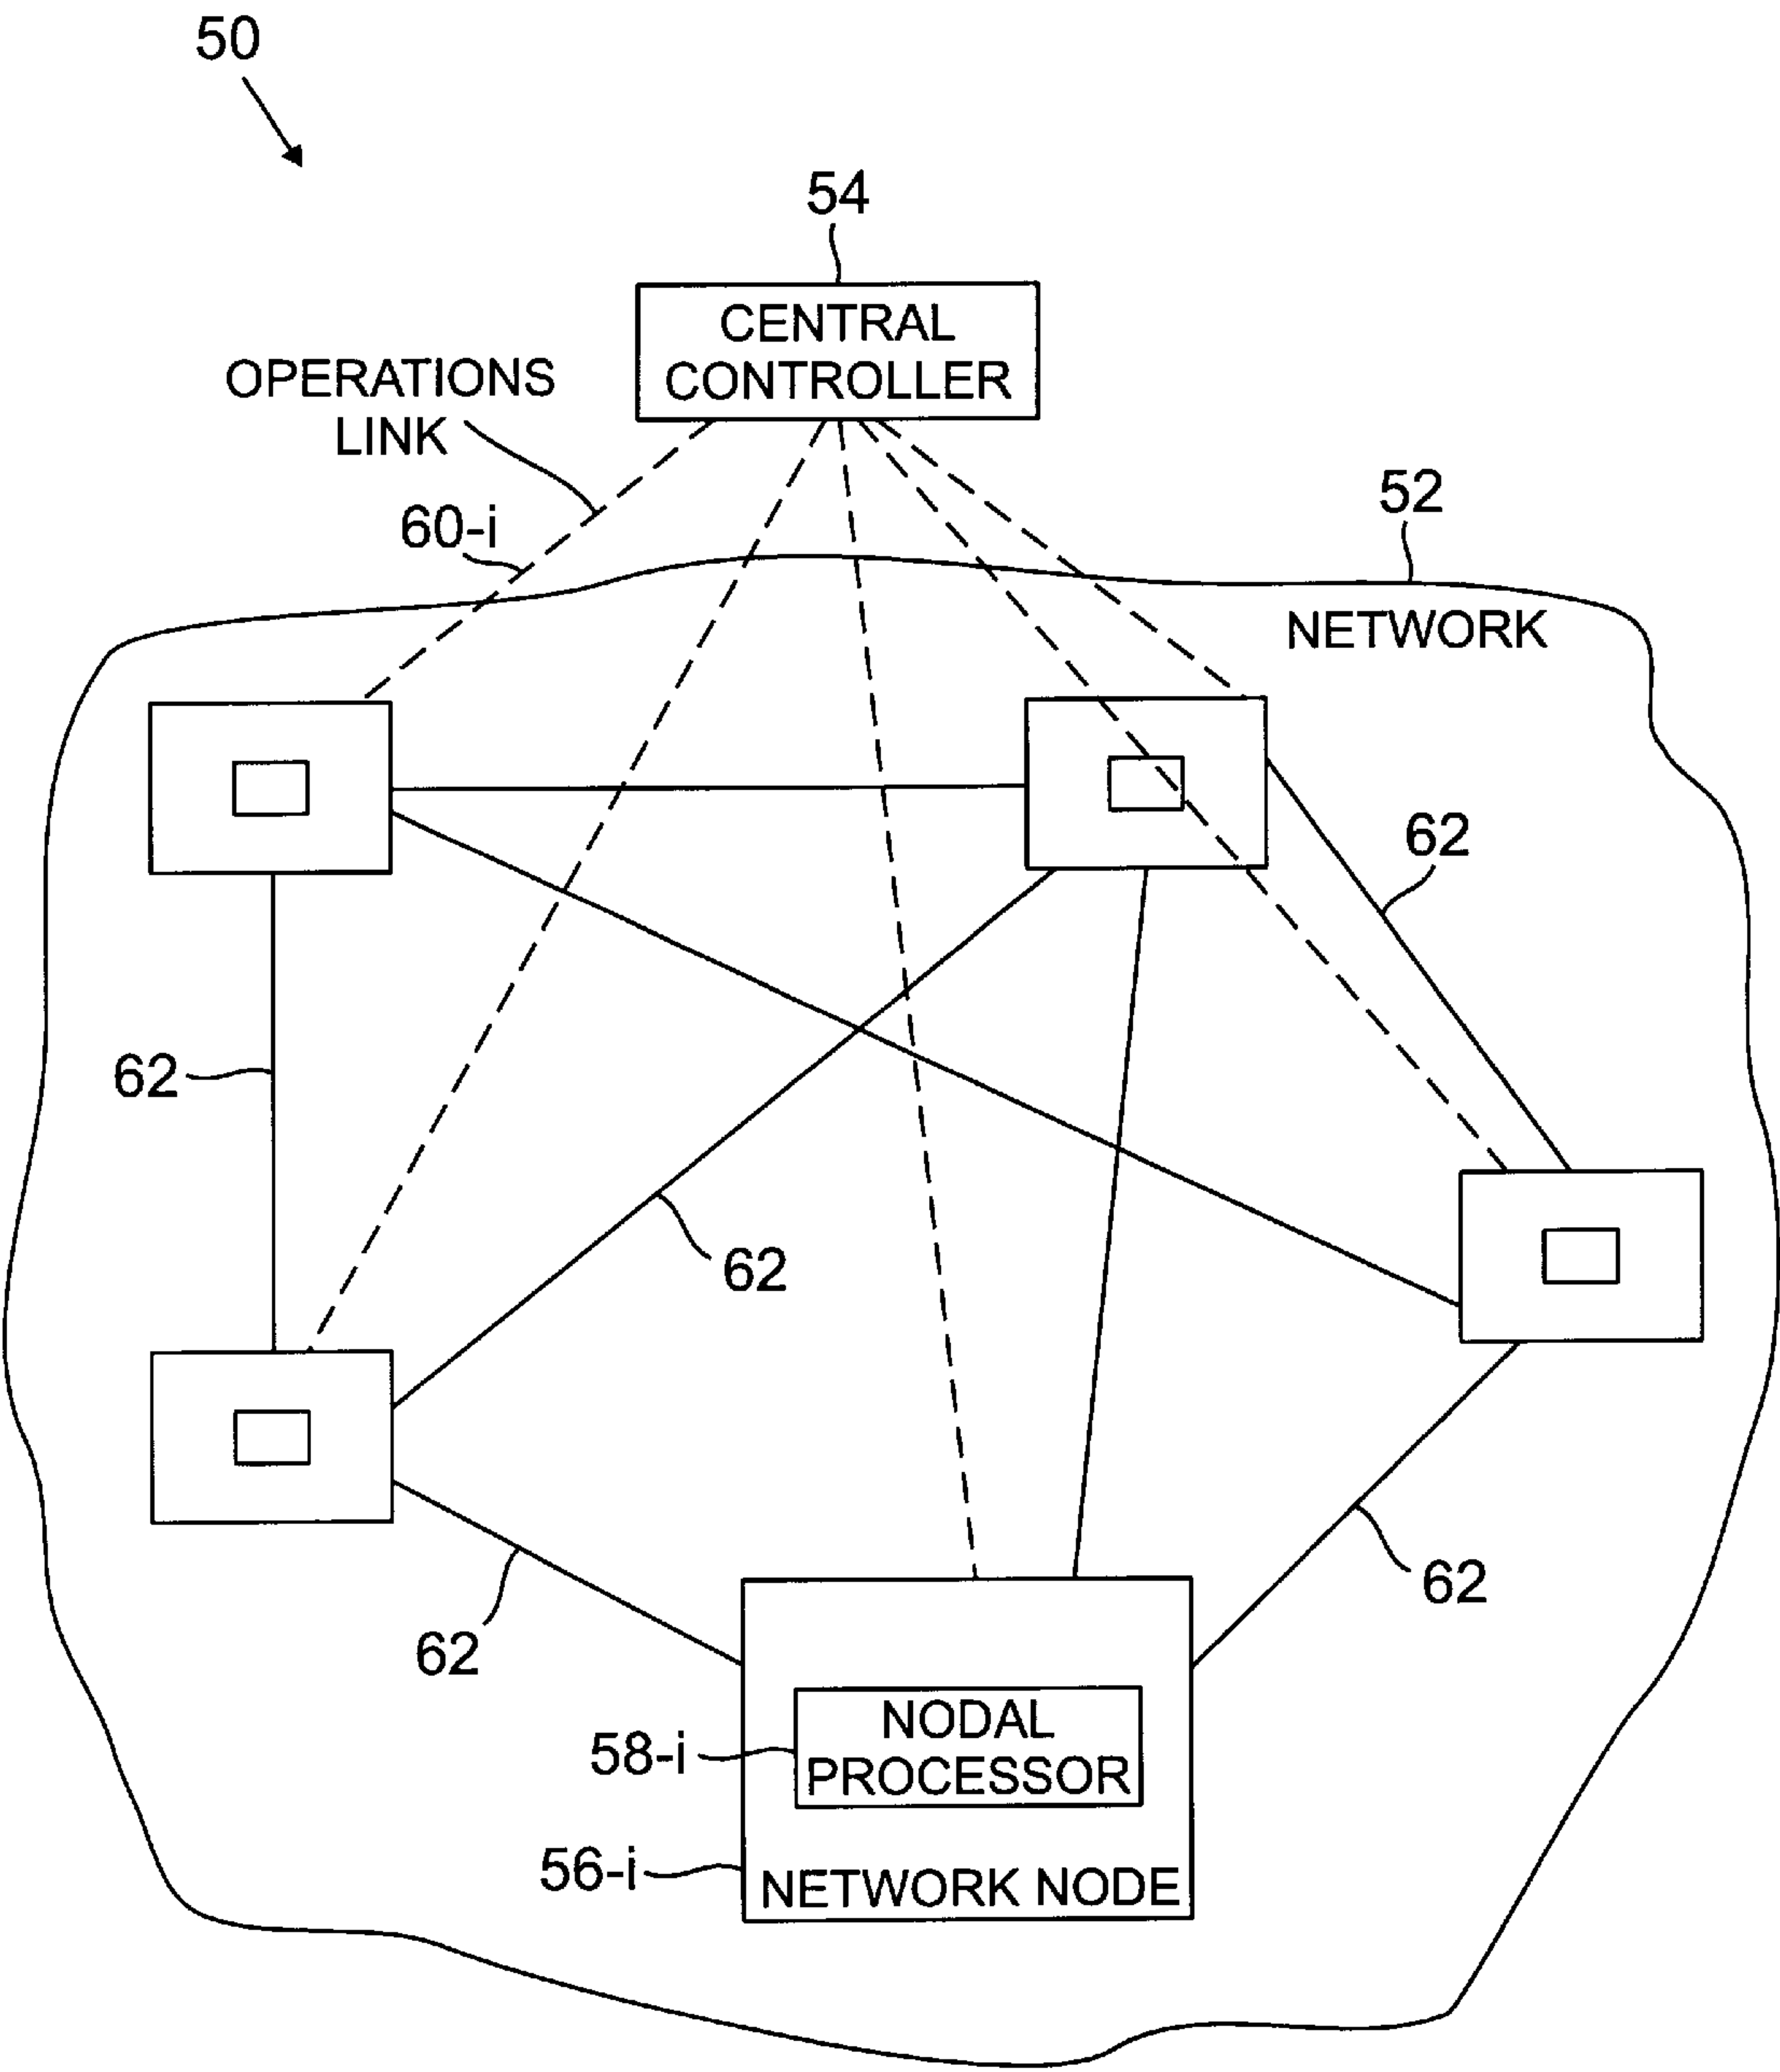 50
54
CENTRAL
CONTROLLER
OPERATIONS
LINK
60-i
52
NETWORK
62
62
62
62
62
NODAL
PROCESSOR
58-i
56-i
NETWORK NODE